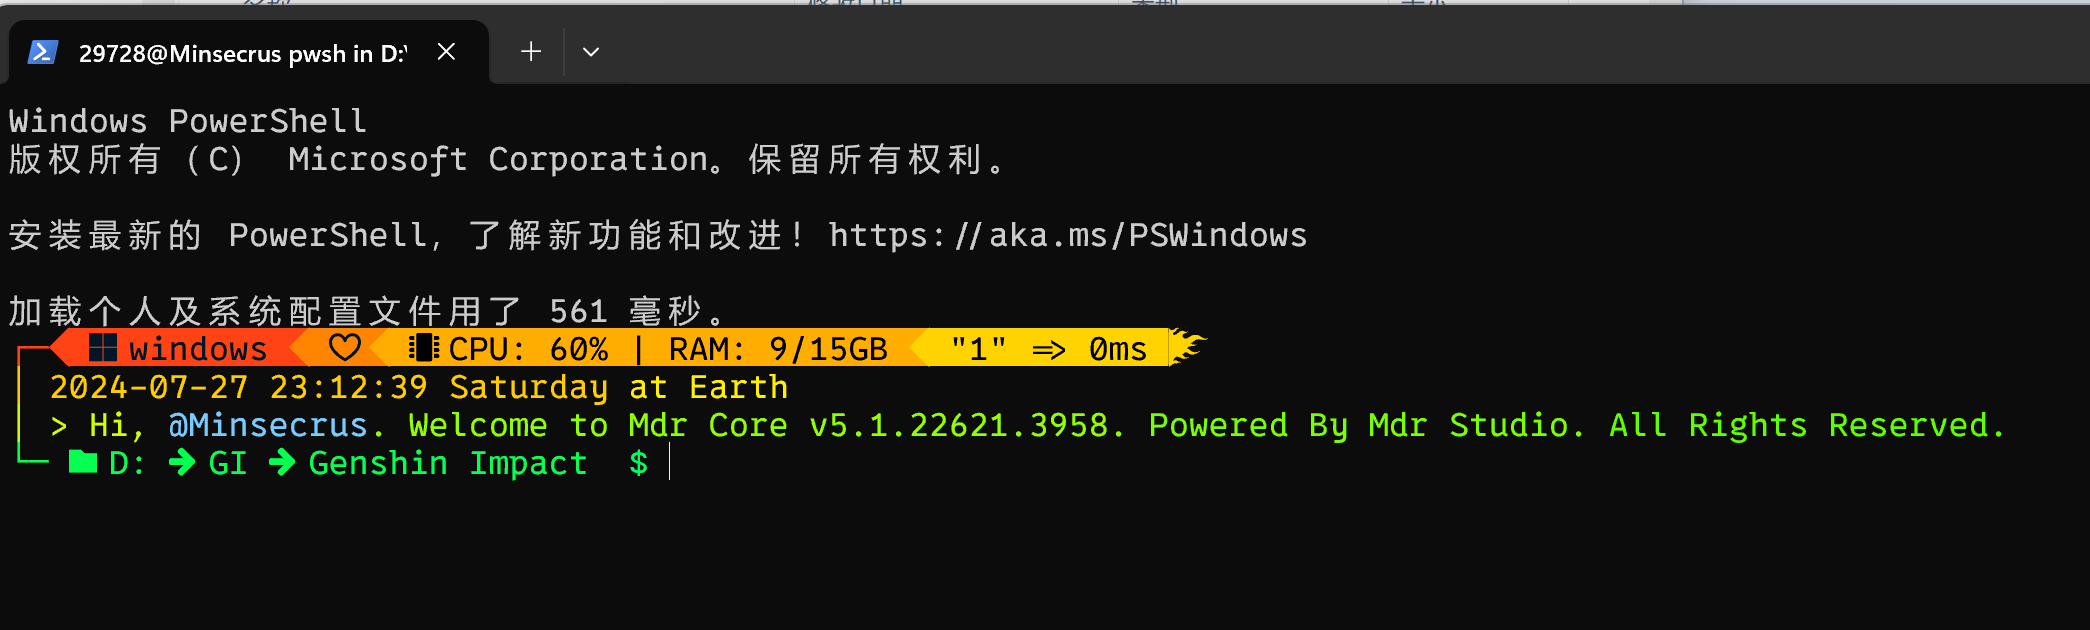 29728@Minsecrus pwsh in D:\
Windows PowerShell
版权所有 (C)  Microsoft Corporation。保留所有权利。
安装最新的 PowerShell，了解新功能和改进！https://aka.ms/PSWindows
加载个人及系统配置文件用了 561 毫秒。
windows CPU: 60% | RAM: 9/15GB "1" => 0ms
2024-07-27 23:12:39 Saturday at Earth
> Hi, @Minsecrus. Welcome to Mdr Core v5.1.22621.3958. Powered By Mdr Studio. All Rights Reserved.
D: ➜ GI ➜ Genshin Impact  $